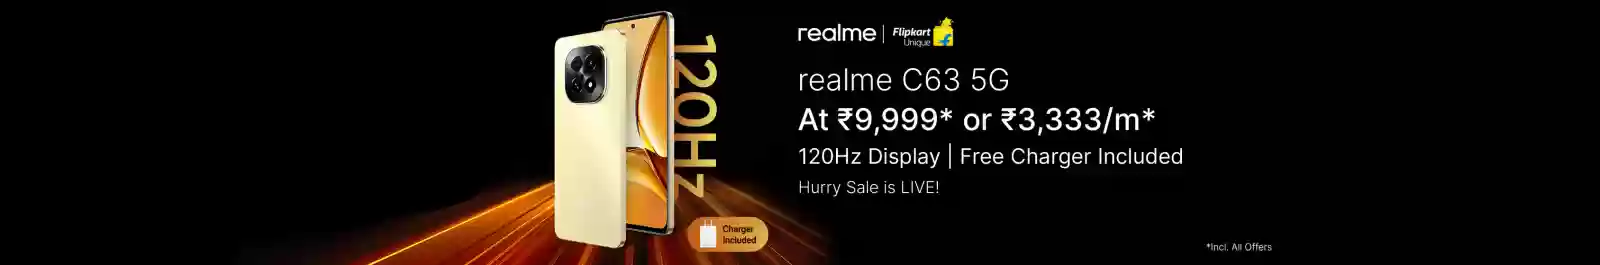 realme | Flipkart
Unique
realme C63 5G
At ₹9,999* or ₹3,333/m*
120Hz Display | Free Charger Included
Hurry Sale is LIVE!
120Hz
Charger
Included
*Incl. All Offers